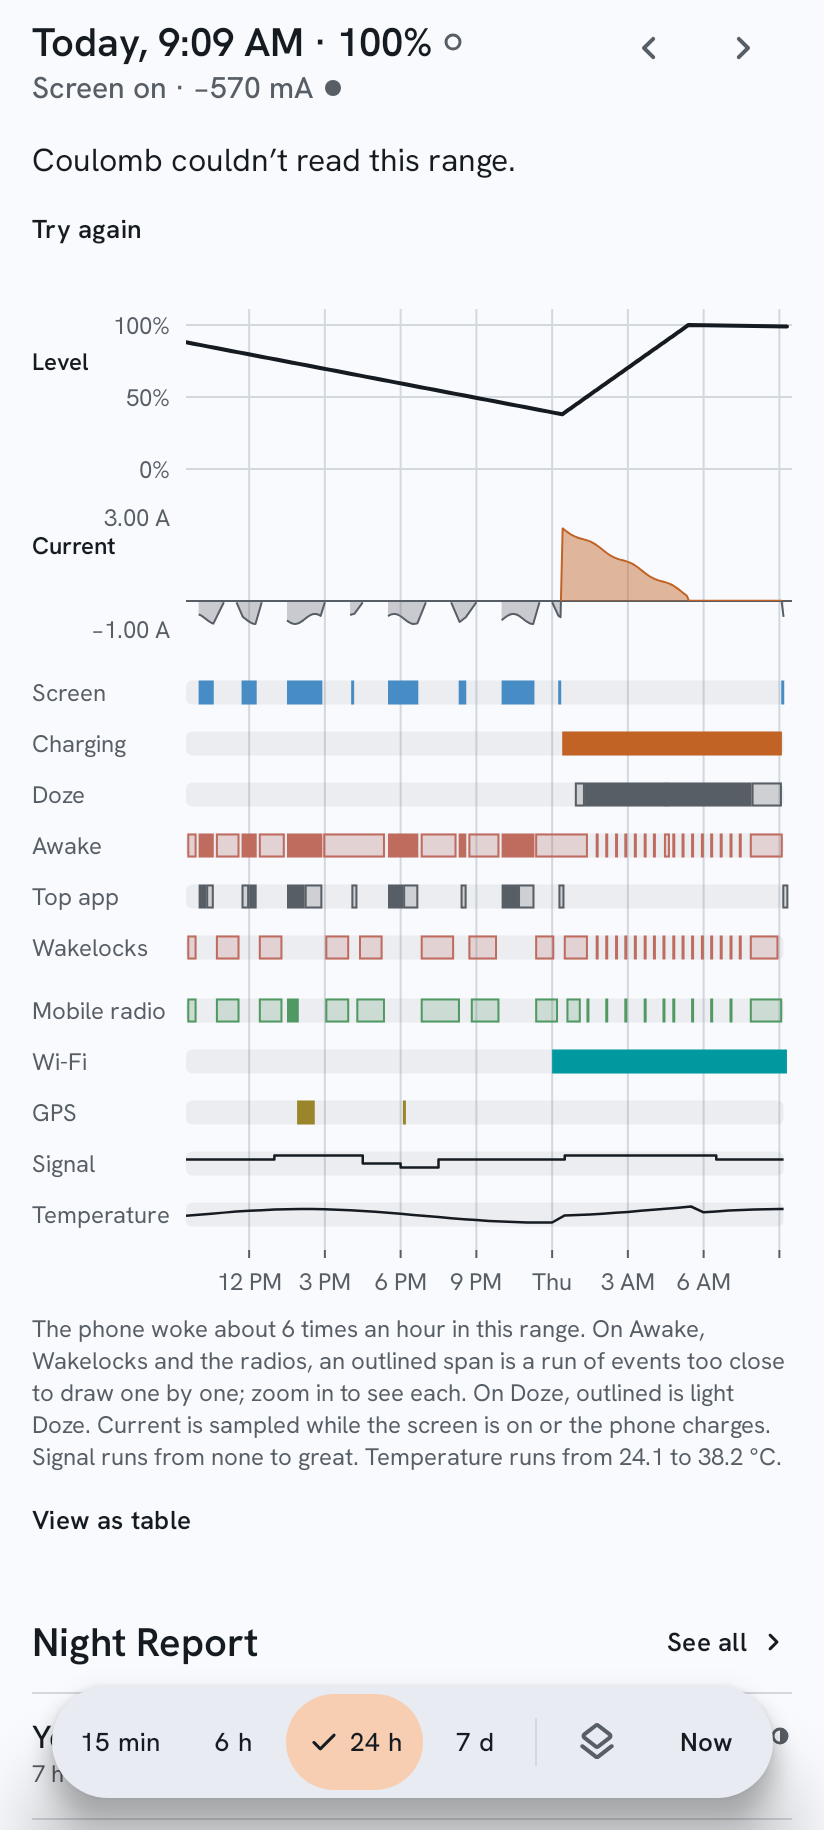 Today, 9:09 AM · 100%
Screen on · −570 mA
Coulomb couldn’t read this range.
Try again
100%
Level
50%
0%
3.00 A
Current
−1.00 A
Screen
Charging
Doze
Awake
Top app
Wakelocks
Mobile radio
Wi-Fi
GPS
Signal
Temperature
12 PM 3 PM 6 PM 9 PM Thu 3 AM 6 AM
The phone woke about 6 times an hour in this range. On Awake,
Wakelocks and the radios, an outlined span is a run of events too close
to draw one by one; zoom in to see each. On Doze, outlined is light
Doze. Current is sampled while the screen is on or the phone charges.
Signal runs from none to great. Temperature runs from 24.1 to 38.2 °C.
View as table
Night Report See all
15 min 6 h 24 h 7 d Now
7 h